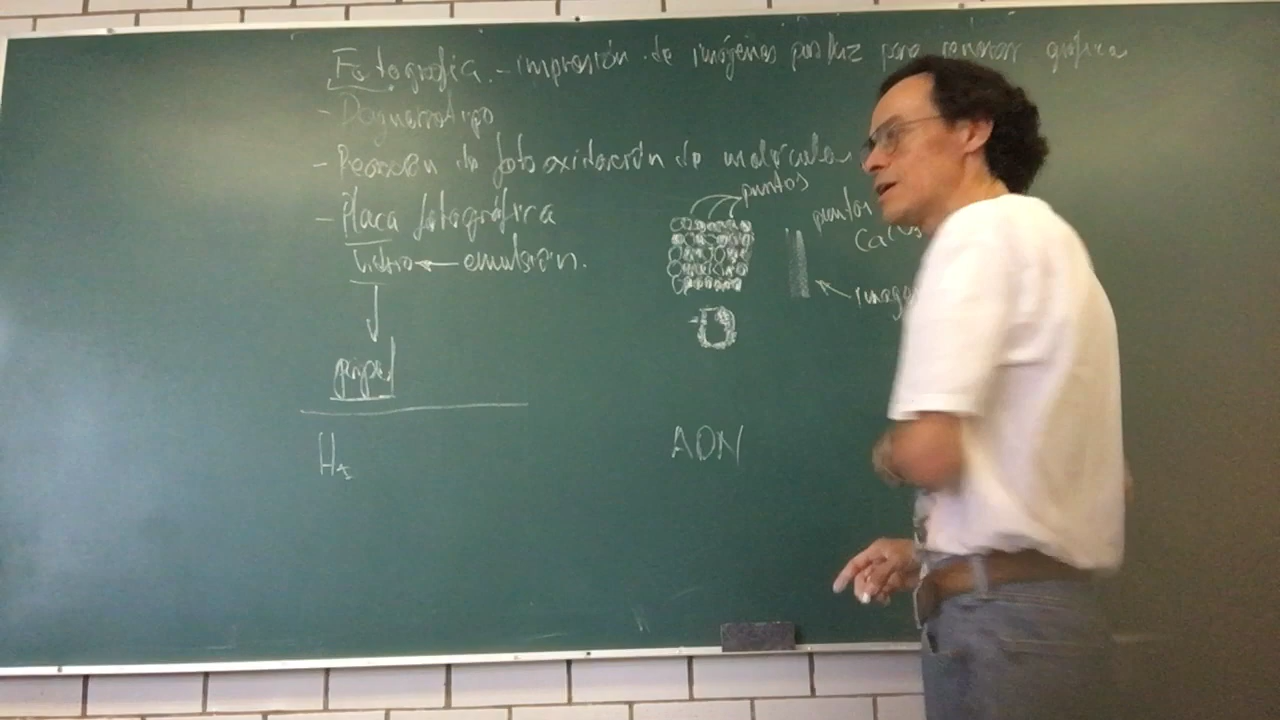 Fotografía.- impresión de imágenes por luz para renovar gráfica
- Daguerrotipo
- Reacción de fotooxidación de moléculas
puntos
- Placa fotográfica
puntos
Vidrio ← emulsión.
imagen
papel
ADN